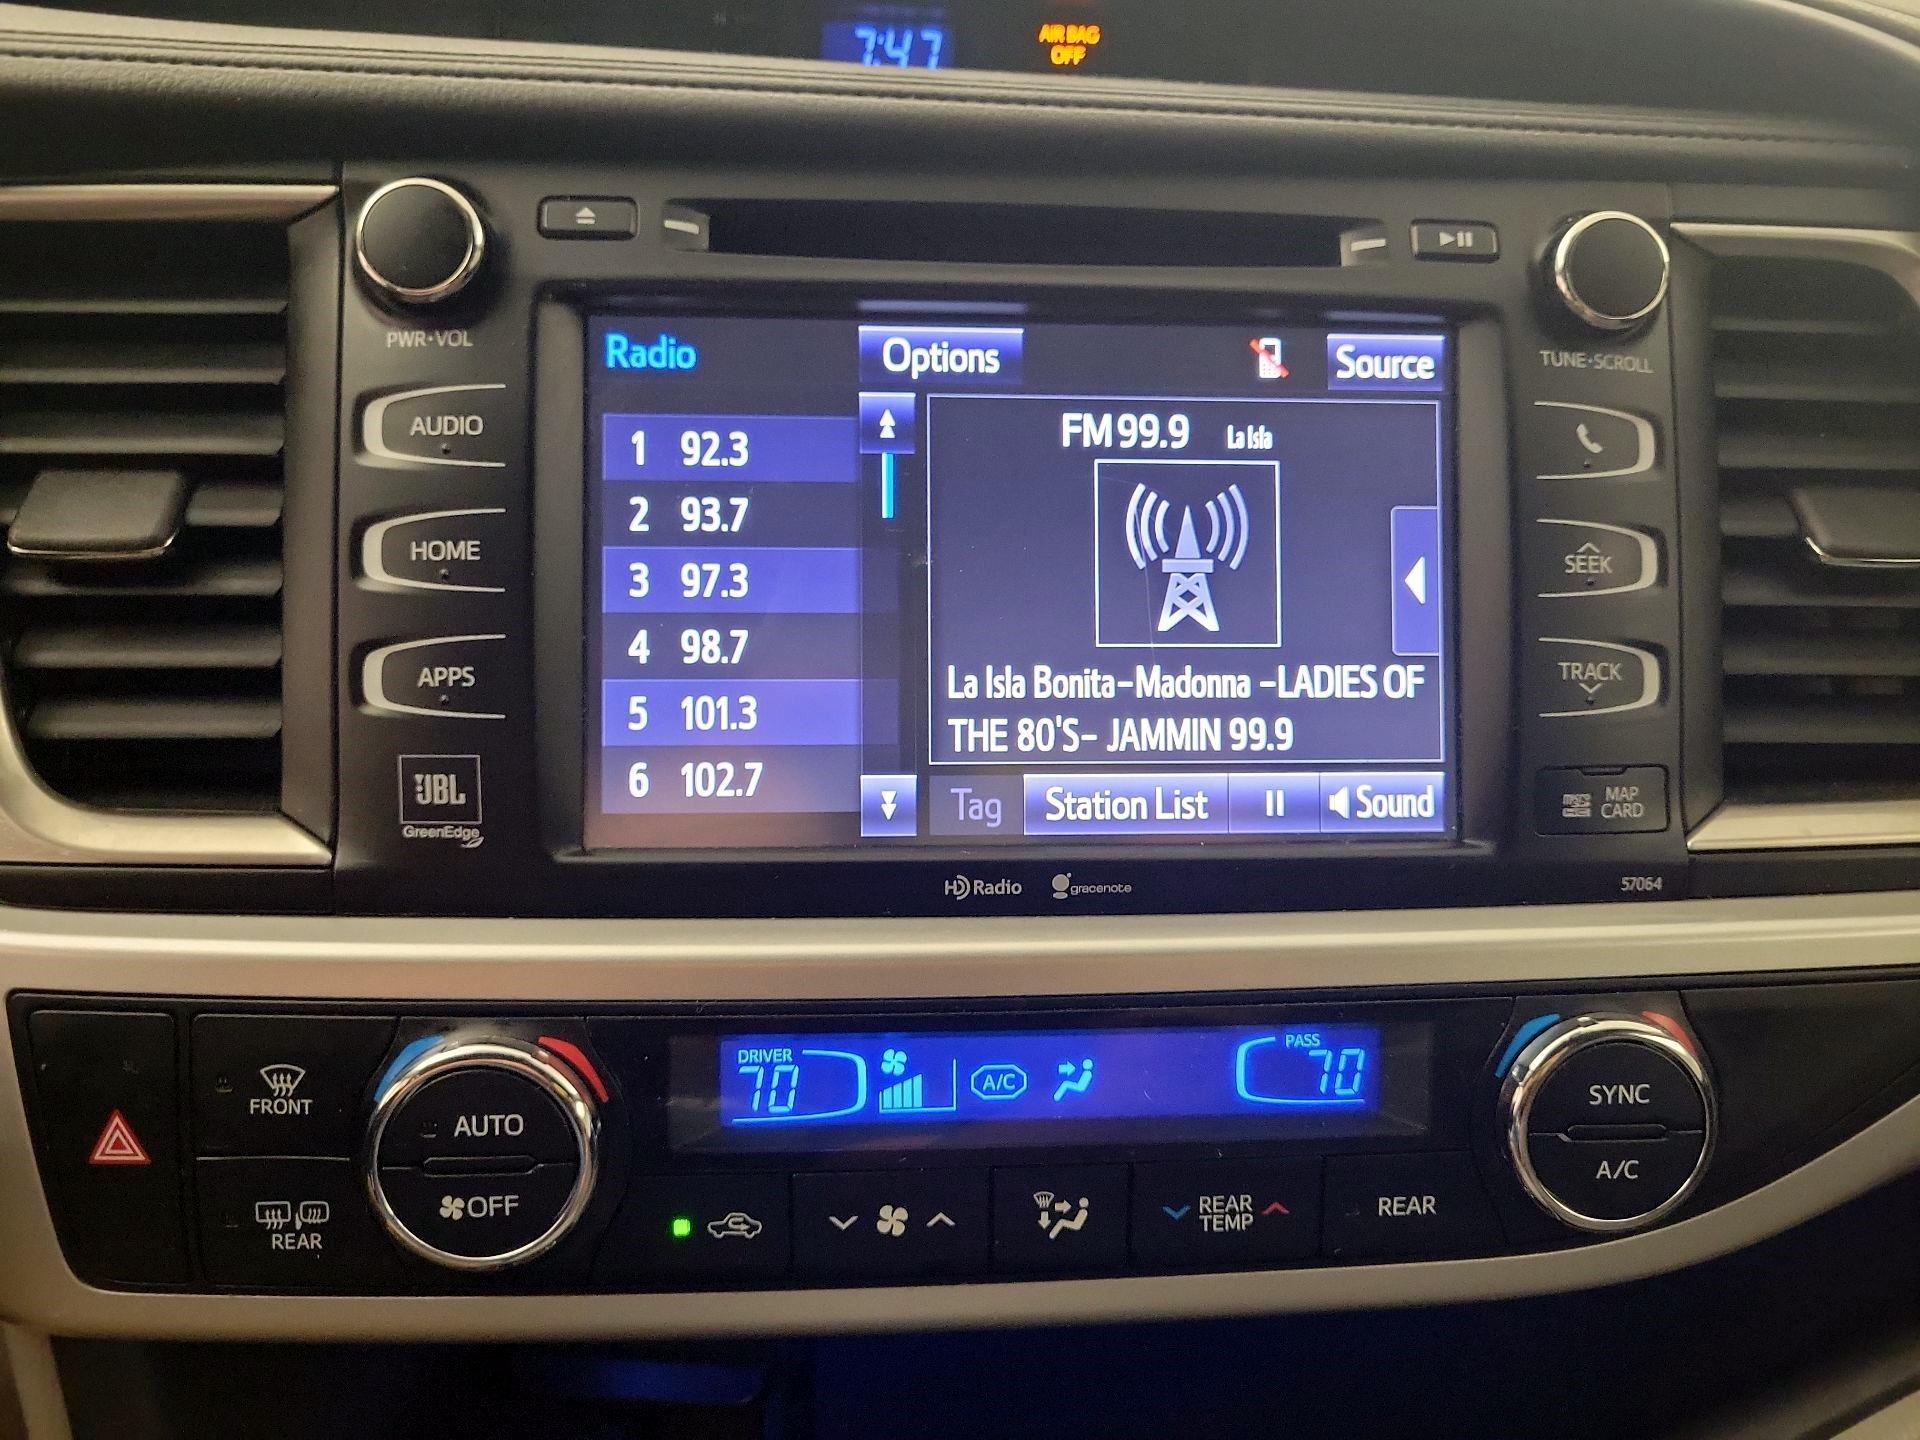 7:47
AIR BAG
OFF
PWR•VOL
TUNE•SCROLL
Radio
Options
Source
AUDIO
HOME
APPS
JBL
GreenEdge
1 92.3
2 93.7
3 97.3
4 98.7
5 101.3
6 102.7
FM 99.9 La Isla
La Isla Bonita-Madonna -LADIES OF
THE 80'S- JAMMIN 99.9
Tag
Station List
Sound
SEEK
TRACK
MAP
CARD
HD Radio
gracenote
57064
FRONT
REAR
AUTO
OFF
DRIVER
70
A/C
PASS
70
REAR
TEMP
REAR
SYNC
A/C